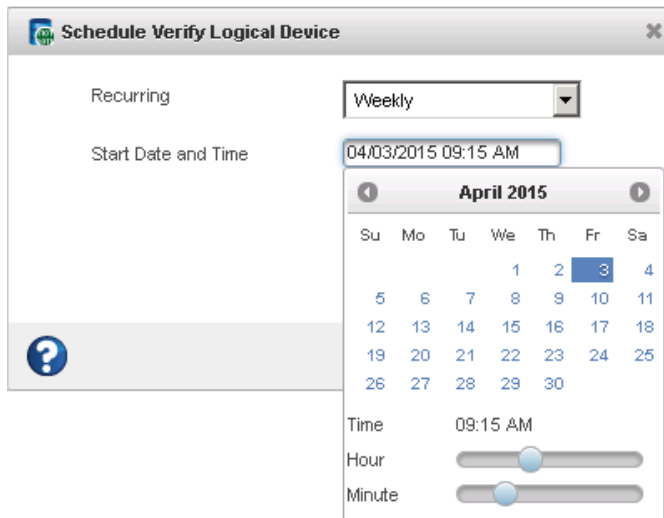 Schedule Verify Logical Device
Recurring
Weekly
Start Date and Time
04/03/2015 09:15 AM
April 2015
Su Mo Tu We Th Fr Sa
1 2 3 4
5 6 7 8 9 10 11
12 13 14 15 16 17 18
19 20 21 22 23 24 25
26 27 28 29 30
Time 09:15 AM
Hour
Minute